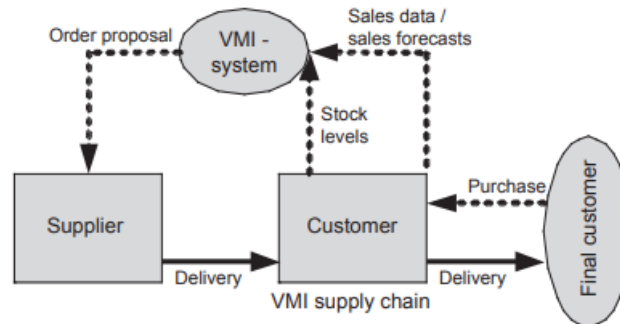 Order proposal
VMI -
system
Sales data /
sales forecasts
Stock
levels
Supplier
Customer
Purchase
Final customer
Delivery
Delivery
VMI supply chain